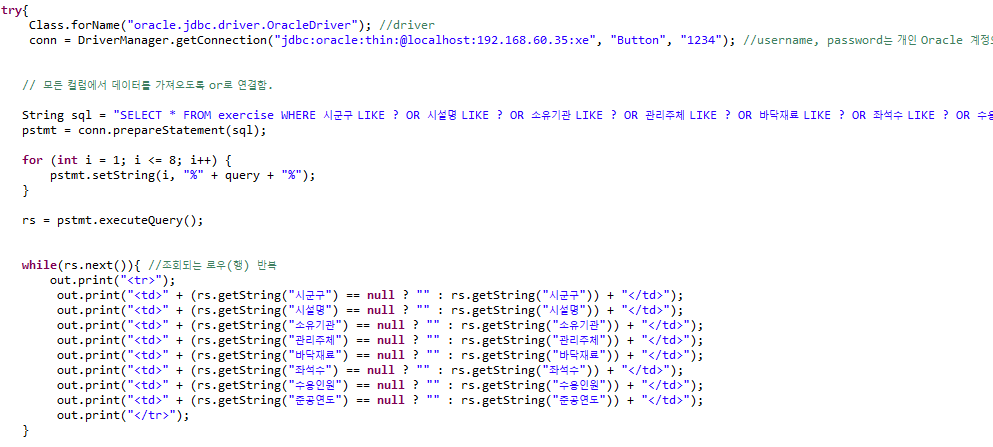 try{
Class.forName("oracle.jdbc.driver.OracleDriver"); //driver
conn = DriverManager.getConnection("jdbc:oracle:thin:@localhost:192.168.60.35:xe", "Button", "1234"); //username, password는 개인 Oracle 계정으
// 모든 컬럼에서 데이터를 가져오도록 or로 연결함.
String sql = "SELECT * FROM exercise WHERE 시군구 LIKE ? OR 시설명 LIKE ? OR 소유기관 LIKE ? OR 관리주체 LIKE ? OR 바닥재료 LIKE ? OR 좌석수 LIKE ? OR 수용
pstmt = conn.prepareStatement(sql);
for (int i = 1; i <= 8; i++) {
pstmt.setString(i, "%" + query + "%");
}
rs = pstmt.executeQuery();
while(rs.next()){ //조회되는 로우(행) 반복
out.print("<tr>");
out.print("<td>" + (rs.getString("시군구") == null ? "" : rs.getString("시군구")) + "</td>");
out.print("<td>" + (rs.getString("시설명") == null ? "" : rs.getString("시설명")) + "</td>");
out.print("<td>" + (rs.getString("소유기관") == null ? "" : rs.getString("소유기관")) + "</td>");
out.print("<td>" + (rs.getString("관리주체") == null ? "" : rs.getString("관리주체")) + "</td>");
out.print("<td>" + (rs.getString("바닥재료") == null ? "" : rs.getString("바닥재료")) + "</td>");
out.print("<td>" + (rs.getString("좌석수") == null ? "" : rs.getString("좌석수")) + "</td>");
out.print("<td>" + (rs.getString("수용인원") == null ? "" : rs.getString("수용인원")) + "</td>");
out.print("<td>" + (rs.getString("준공연도") == null ? "" : rs.getString("준공연도")) + "</td>");
out.print("</tr>");
}